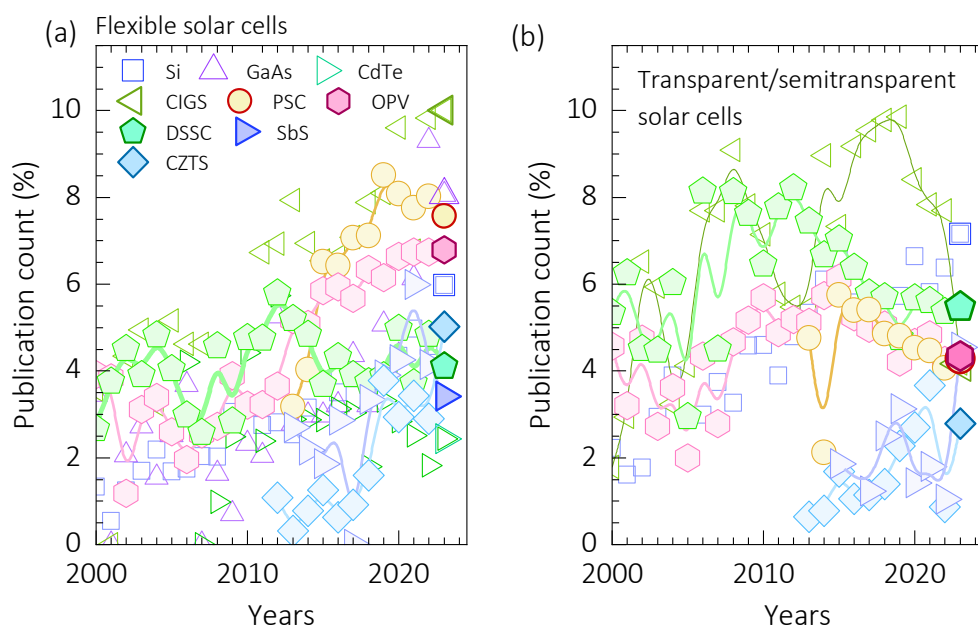 (a) Flexible solar cells
Si GaAs CdTe
CIGS PSC OPV
DSSC SbS
CZTS
Publication count (%)
10
8
6
4
2
0
2000 2010 2020
Years
(b)
Transparent/semitransparent
solar cells
Publication count (%)
10
8
6
4
2
0
2000 2010 2020
Years